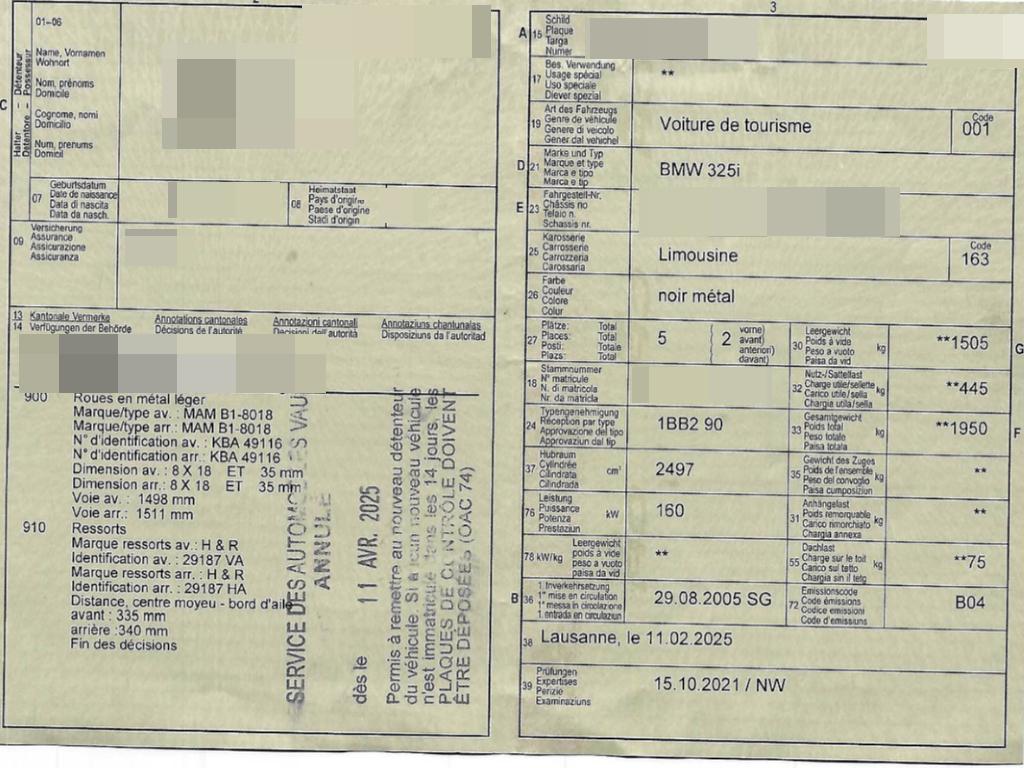 2
01–06
Halter – Détenteur
Detentore – Possessur
Name, Vornamen
Wohnort
Nom, prénoms
Domicile
C
Cognome, nomi
Domicilio
Num, prenums
Domicil
07
Geburtsdatum
Date de naissance
Data di nascita
Data da nasch.
08
Heimatstaat
Pays d'origine
Paese d'origine
Stadi d'origin
09
Versicherung
Assurance
Assicurazione
Assicuranza
13 Kantonale Vermerke Annotations cantonales Annotazioni cantonali Annotaziuns chantunalas
14 Verfügungen der Behörde Décisions de l'autorité Decisioni dell'autorità Disposiziuns da l'autoritad
900 Roues en métal léger
Marque/type av. : MAM B1-8018
Marque/type arr.: MAM B1-8018
N° d'identification av. : KBA 49116
N° d'identification arr.: KBA 49116
Dimension av. : 8 X 18 ET 35 mm
Dimension arr.: 8 X 18 ET 35 mm
Voie av. : 1498 mm
Voie arr.: 1511 mm
910 Ressorts
Marque ressorts av.: H & R
Identification av. : 29187 VA
Marque ressorts arr. : H & R
Identification arr. : 29187 HA
Distance, centre moyeu - bord d'aile
avant : 335 mm
arrière :340 mm
Fin des décisions
SERVICE DES AUTOMOBILES VAU
ANNULÉ
dès le 11 AVR. 2025
Permis à remettre au nouveau détenteur
du véhicule. Si aucun nouveau véhicule
n'est immatriculé dans les 14 jours, les
PLAQUES DE CONTRÔLE DOIVENT
ÊTRE DÉPOSÉES (OAC 74)
3
A 15
Schild
Plaque
Targa
Numer
17
Bes. Verwendung
Usage spécial
Uso speciale
Diever spezial
**
19
Art des Fahrzeugs
Genre de véhicule
Genere di veicolo
Gener dal vehichel
Voiture de tourisme
Code
001
D 21
Marke und Typ
Marque et type
Marca e tipo
Marca e tip
BMW 325i
E 23
Fahrgestell-Nr.
Châssis no
Telaio n.
Schassis nr.
25
Karosserie
Carrosserie
Carrozzeria
Carossaria
Limousine
Code
163
26
Farbe
Couleur
Colore
Colur
noir métal
27
Plätze: Total
Places: Total
Posti: Totale
Plazs: Total
5
2
vorne
avant)
anteriori)
davant)
30
Leergewicht
Poids à vide
Peso a vuoto
Paisa da vid
kg
**1505
G
18
Stammnummer
N° matricule
N. di matricola
Nr. da matricla
32
Nutz-/Sattellast
Charge utile/sellette
Carico utile/sella
Chargia utila/sella
kg
**445
24
Typengenehmigung
Réception par type
Approvazione del tipo
Approvaziun dal tip
1BB2 90
33
Gesamtgewicht
Poids total
Peso totale
Paisa totala
kg
**1950
F
37
Hubraum
Cylindrée
Cilindrata
Cilindrada
cm³
2497
35
Gewicht des Zuges
Poids de l'ensemble
Peso del convoglio
Paisa cumposiziun
kg
**
76
Leistung
Puissance
Potenza
Prestaziun
kW
160
31
Anhängelast
Poids remorquable
Carico rimorchiato
Chargia annexa
kg
**
78 kW/kg
Leergewicht
poids à vide
peso a vuoto
paisa da vid
**
55
Dachlast
Charge sur le toit
Carico sul tetto
Chargia sin il tetg
kg
**75
B 36
1. Inverkehrsetzung
1re mise en circulation
1a messa in circolazione
1. entrada en circulaziun
29.08.2005 SG
72
Emissionscode
Code émissions
Codice emissioni
Code d'emissiuns
B04
38
Lausanne, le 11.02.2025
39
Prüfungen
Expertises
Perizie
Examinaziuns
15.10.2021 / NW